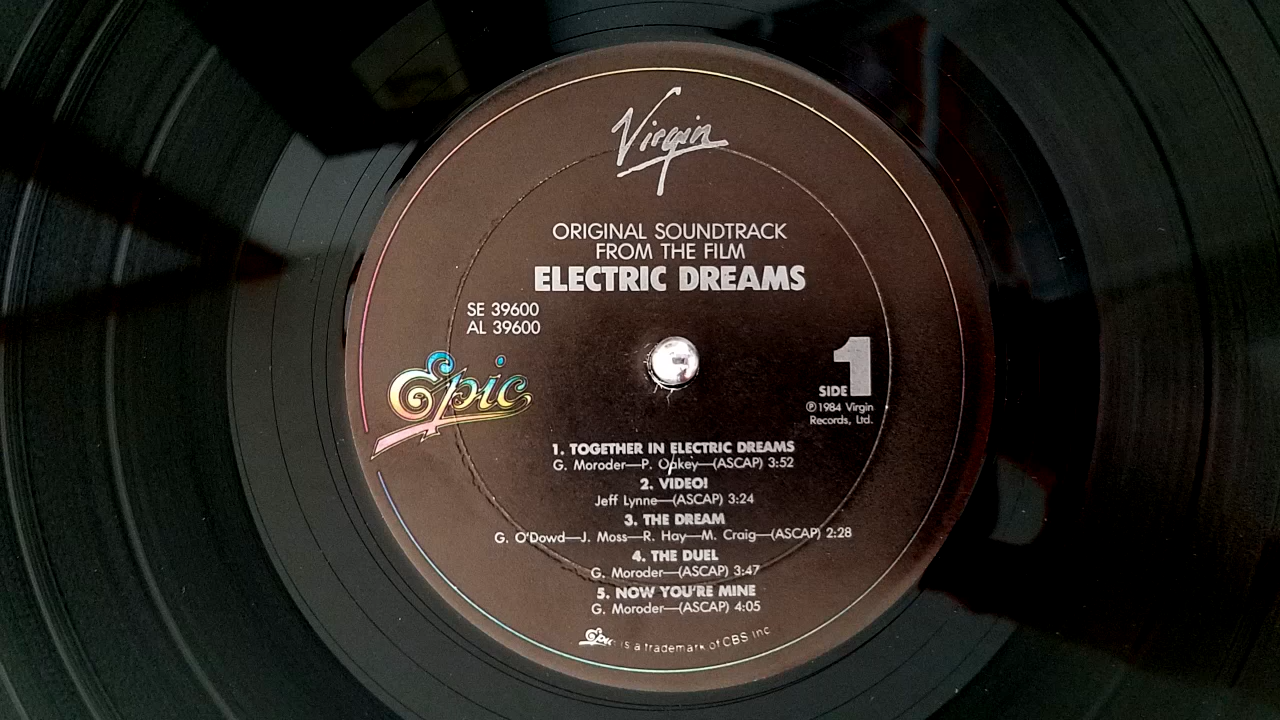 Virgin
ORIGINAL SOUNDTRACK
FROM THE FILM
ELECTRIC DREAMS
SE 39600
AL 39600
Epic
SIDE 1
℗ 1984 Virgin
Records, Ltd.
1. TOGETHER IN ELECTRIC DREAMS
G. Moroder—P. Oakey—(ASCAP) 3:52
2. VIDEO!
Jeff Lynne—(ASCAP) 3:24
3. THE DREAM
G. O'Dowd—J. Moss—R. Hay—M. Craig—(ASCAP) 2:28
4. THE DUEL
G. Moroder—(ASCAP) 3:47
5. NOW YOU'RE MINE
G. Moroder—(ASCAP) 4:05
Epic is a trademark of CBS Inc